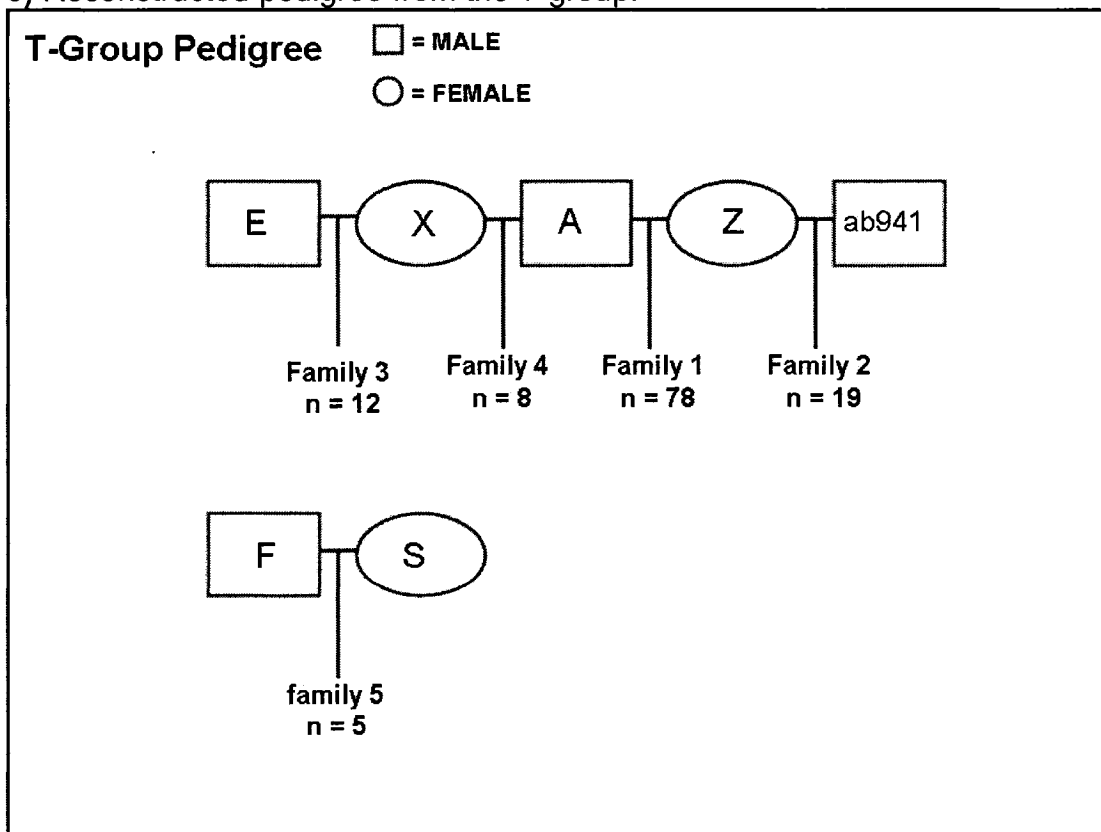 T-Group Pedigree
= MALE
= FEMALE
E X A Z ab941
Family 3 Family 4 Family 1 Family 2
n = 12 n = 8 n = 78 n = 19
F S
family 5
n = 5